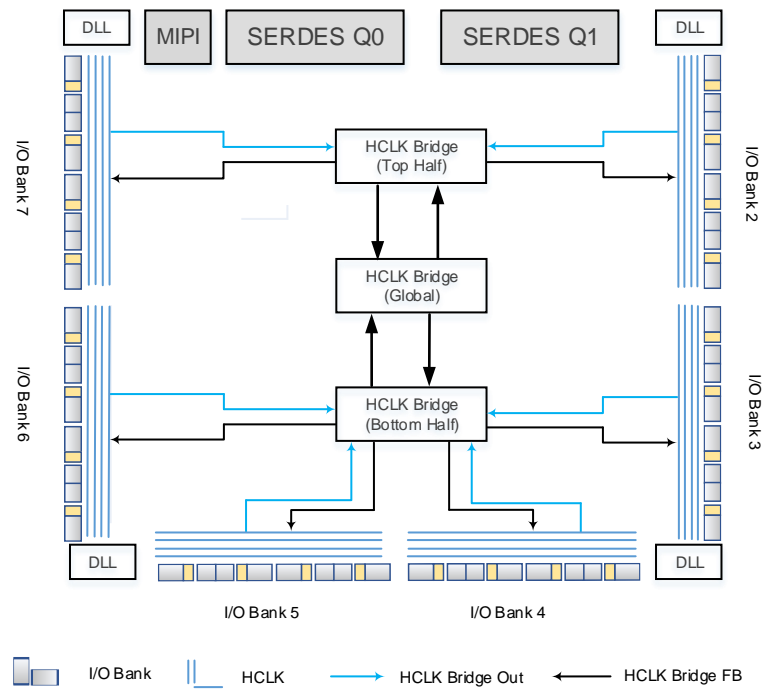 DLL
MIPI
SERDES Q0
SERDES Q1
DLL
I/O Bank 7
HCLK Bridge
(Top Half)
I/O Bank 2
HCLK Bridge
(Global)
I/O Bank 6
HCLK Bridge
(Bottom Half)
I/O Bank 3
DLL
DLL
I/O Bank 5
I/O Bank 4
I/O Bank
HCLK
HCLK Bridge Out
HCLK Bridge FB